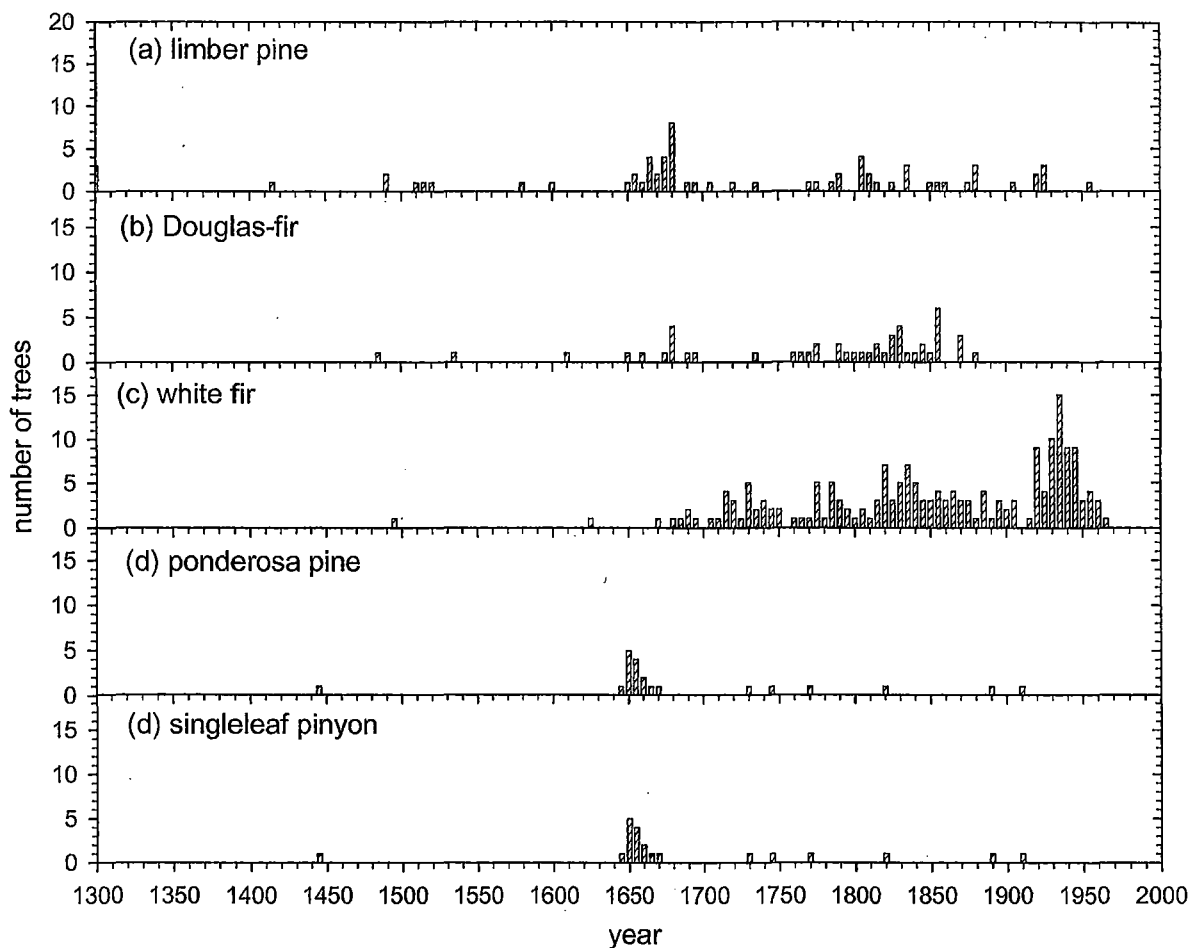 20
(a) limber pine
15
10
5
0
(b) Douglas-fir
15
10
5
0
(c) white fir
15
10
5
0
(d) ponderosa pine
15
10
5
0
(d) singleleaf pinyon
15
10
5
0
number of trees
1300 1350 1400 1450 1500 1550 1600 1650 1700 1750 1800 1850 1900 1950 2000
year